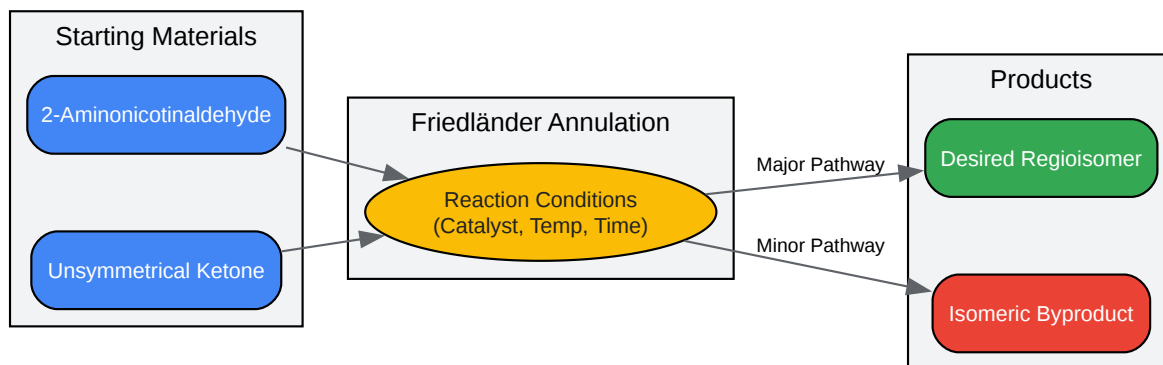 Starting Materials
2-Aminonicotinaldehyde
Unsymmetrical Ketone
Friedländer Annulation
Reaction Conditions
(Catalyst, Temp, Time)
Major Pathway
Minor Pathway
Products
Desired Regioisomer
Isomeric Byproduct